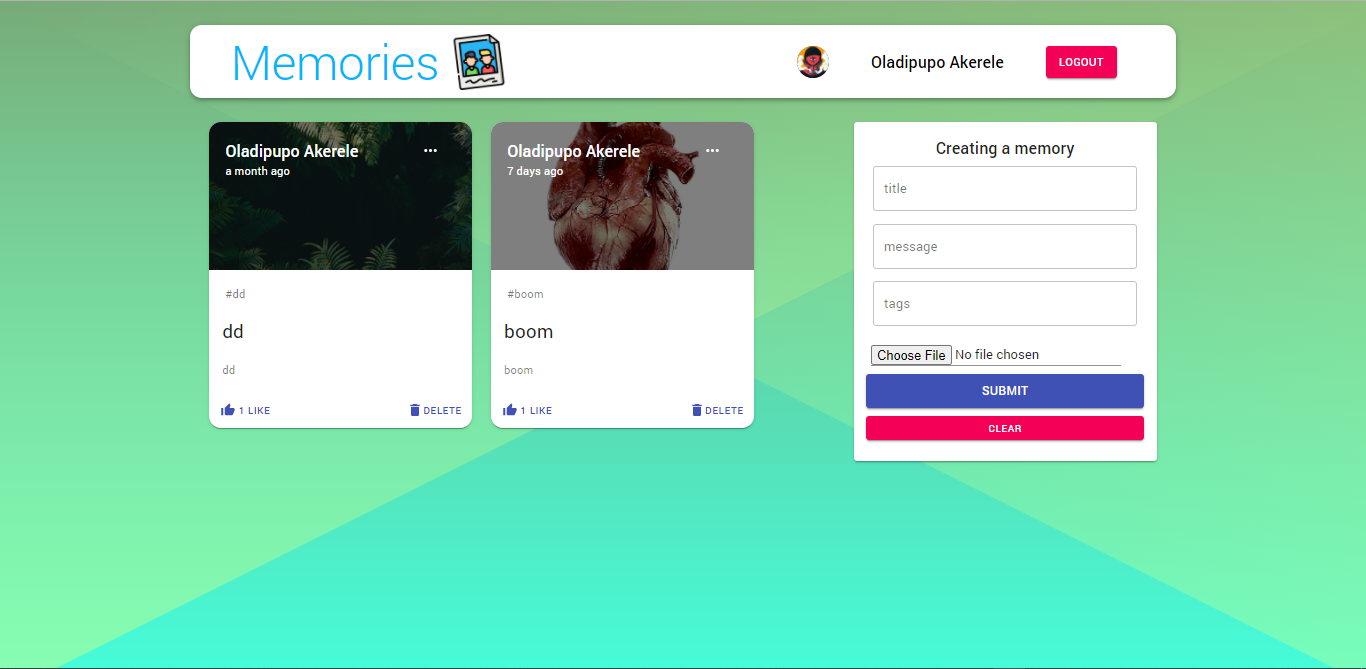 Memories
Oladipupo Akerele
LOGOUT
Oladipupo Akerele
a month ago
#dd
dd
dd
1 LIKE
DELETE
Oladipupo Akerele
7 days ago
#boom
boom
boom
1 LIKE
DELETE
Creating a memory
title
message
tags
Choose File No file chosen
SUBMIT
CLEAR